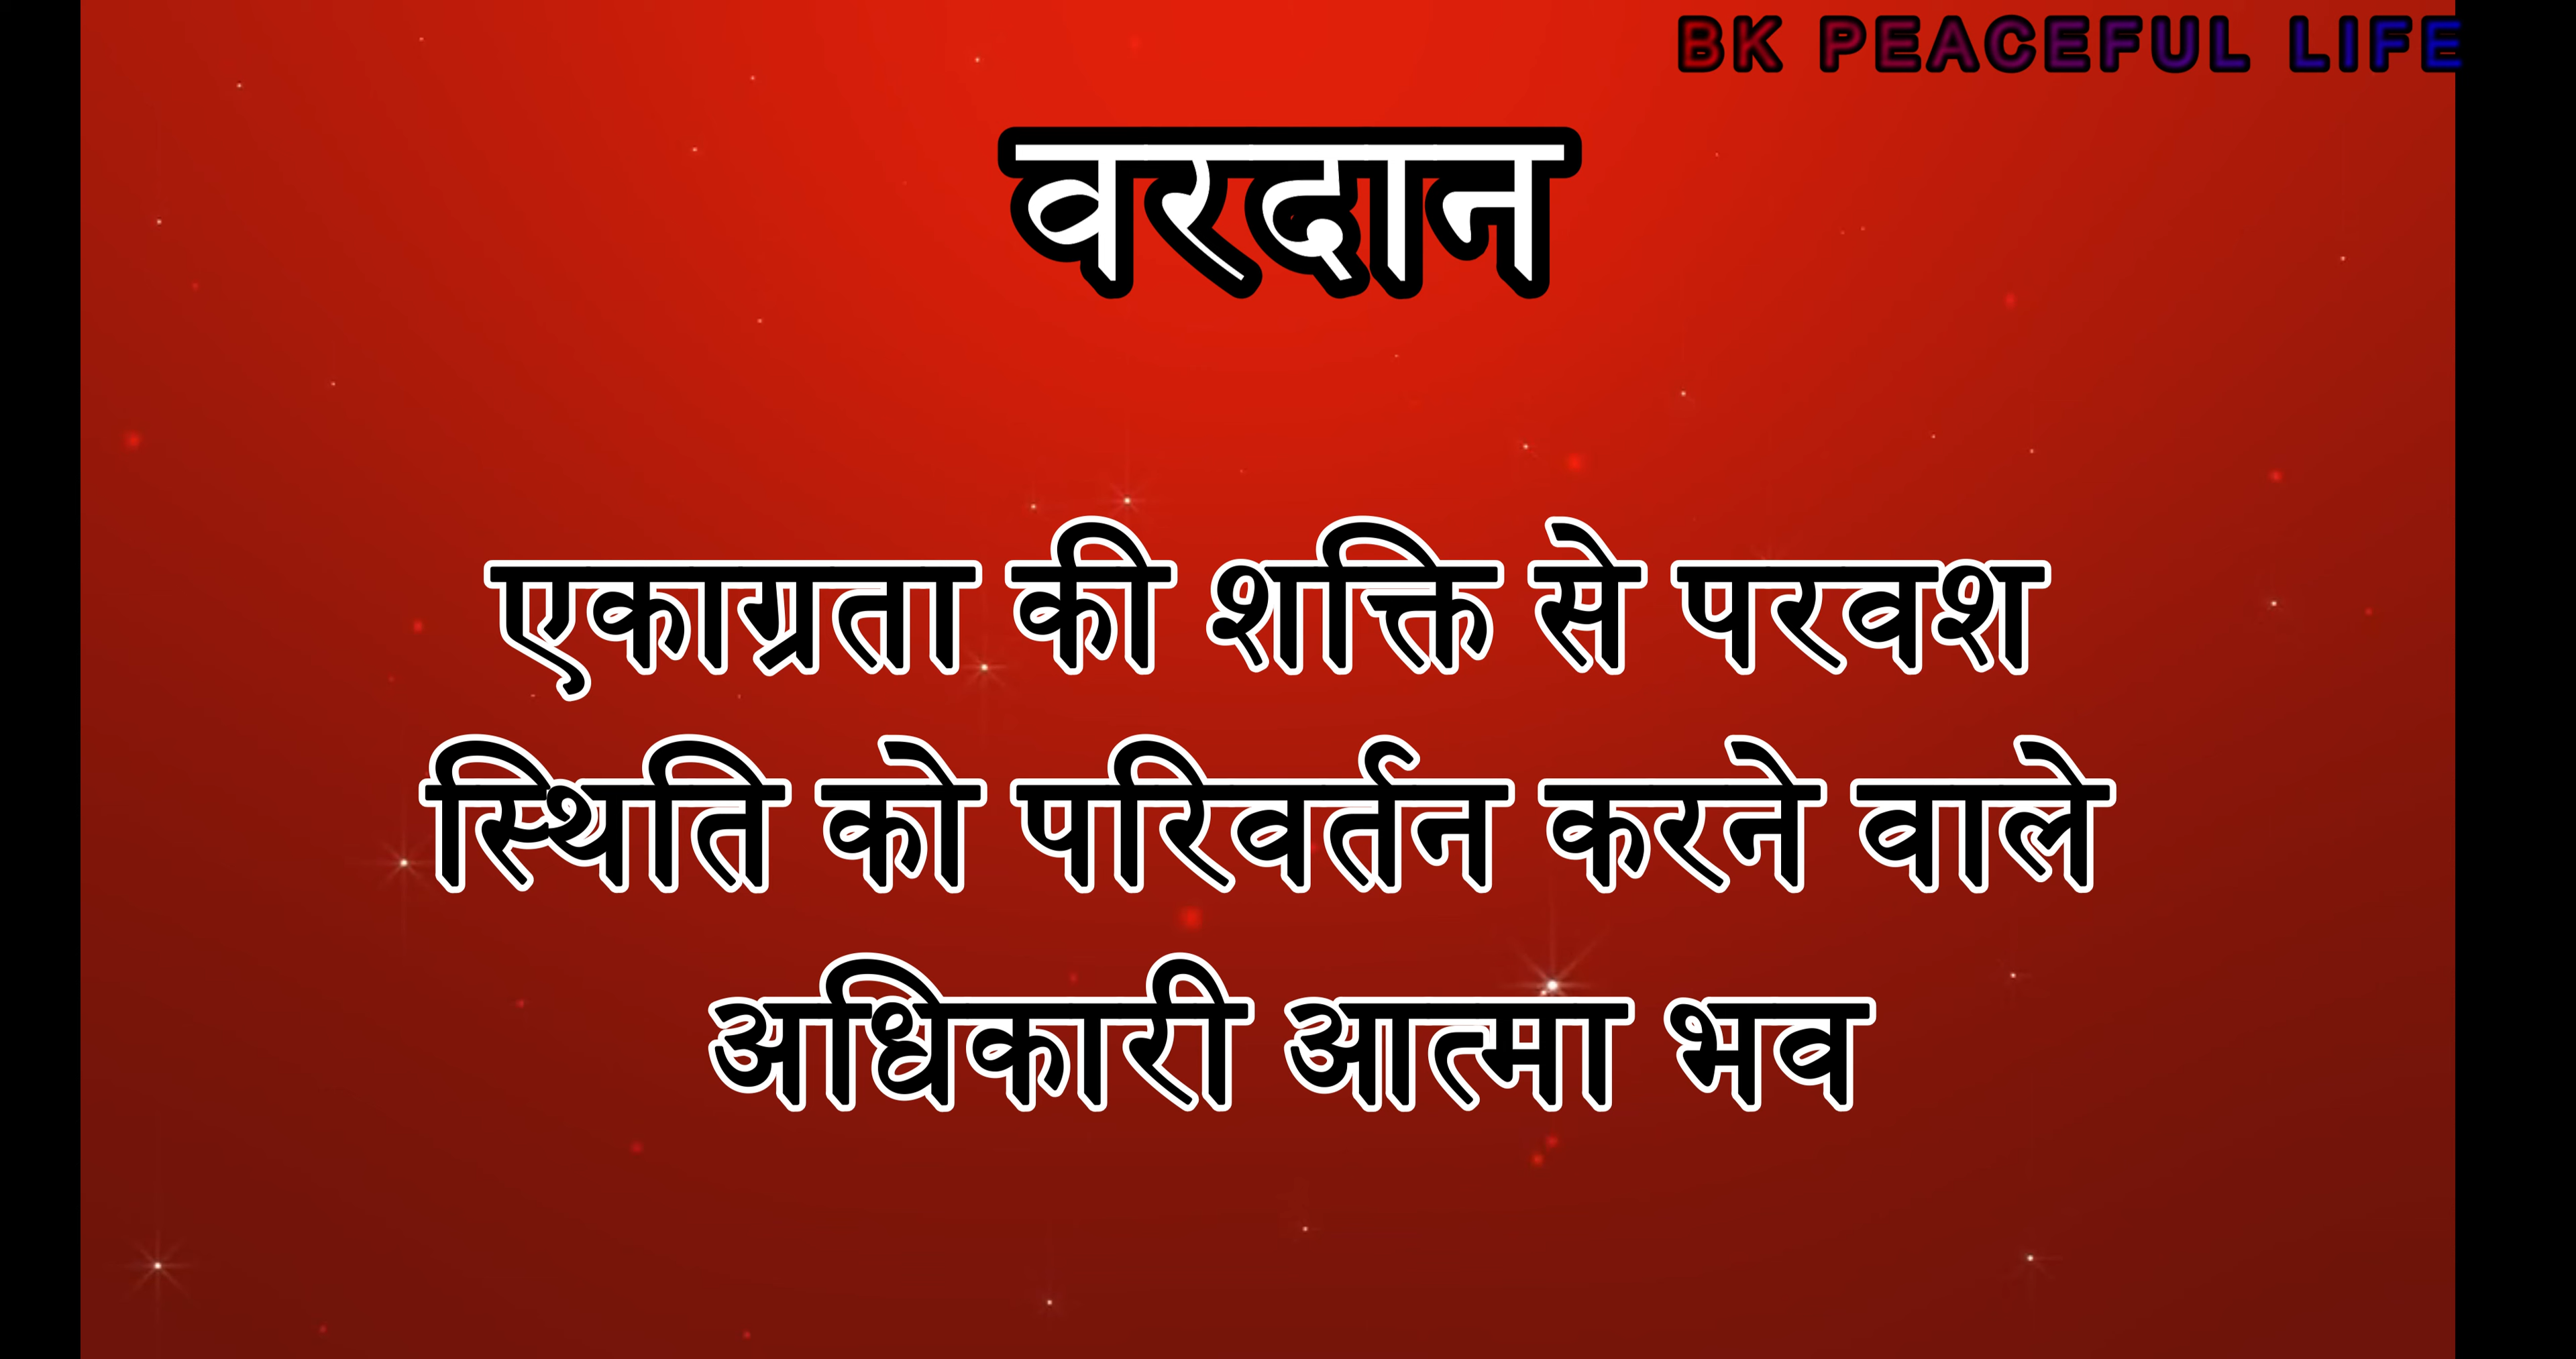 BK PEACEFUL LIFE
वरदान
एकाग्रता की शक्ति से परवश
स्थिति को परिवर्तन करने वाले
अधिकारी आत्मा भव